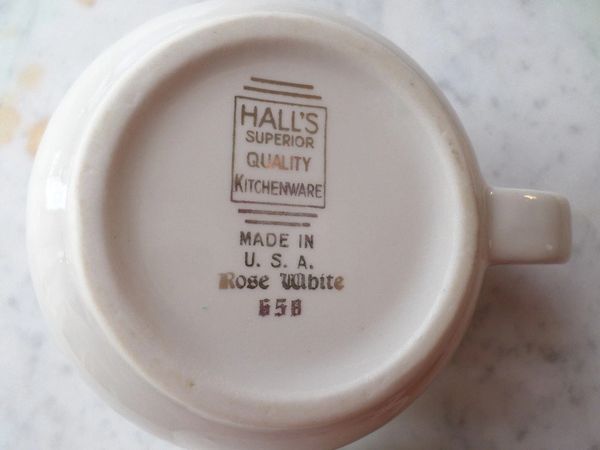 HALL'S
SUPERIOR
QUALITY
KITCHENWARE
MADE IN
U. S. A.
Rose White
658